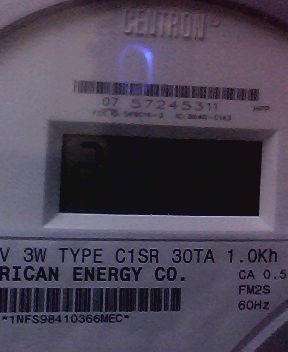 CENTRON
07 57245311
V 3W TYPE C1SR 30TA 1.0Kh
RICAN ENERGY CO.
CA 0.5
FM2S
60Hz
*1NFS98410366MEC*